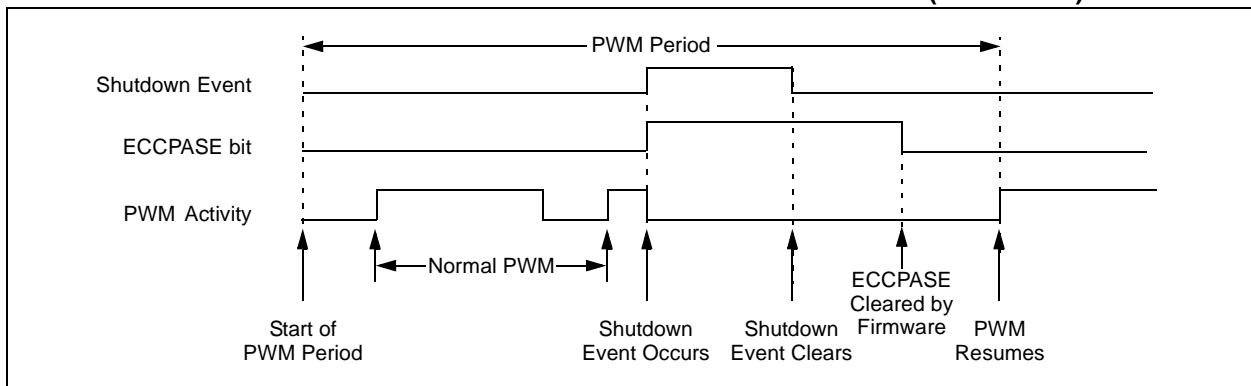 PWM Period
Shutdown Event
ECCPASE bit
PWM Activity
Normal PWM
Start of
PWM Period
Shutdown
Event Occurs
Shutdown
Event Clears
ECCPASE
Cleared by
Firmware
PWM
Resumes